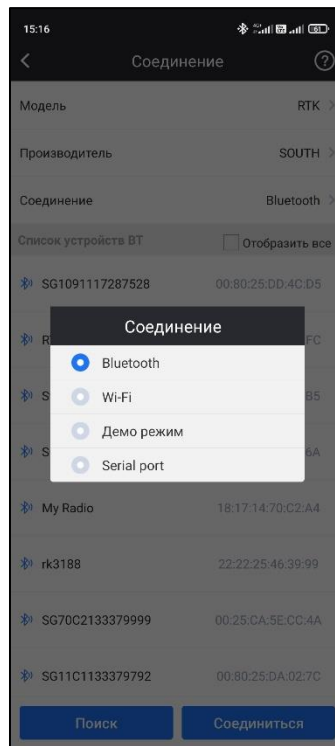 15:16
Соединение
Модель RTK
Производитель SOUTH
Соединение Bluetooth
Список устройств BT Отобразить все
SG1091117287528 00:80:25:DD:4C:D5
Соединение
R FC
Bluetooth
S B5
Wi-Fi
Демо режим
S 6A
Serial port
My Radio 18:17:14:70:C2:A4
rk3188 22:22:25:46:39:99
SG70C2133379999 00:25:CA:5E:CC:4A
SG11C1133379792 00:80:25:DA:02:7C
Поиск Соединиться